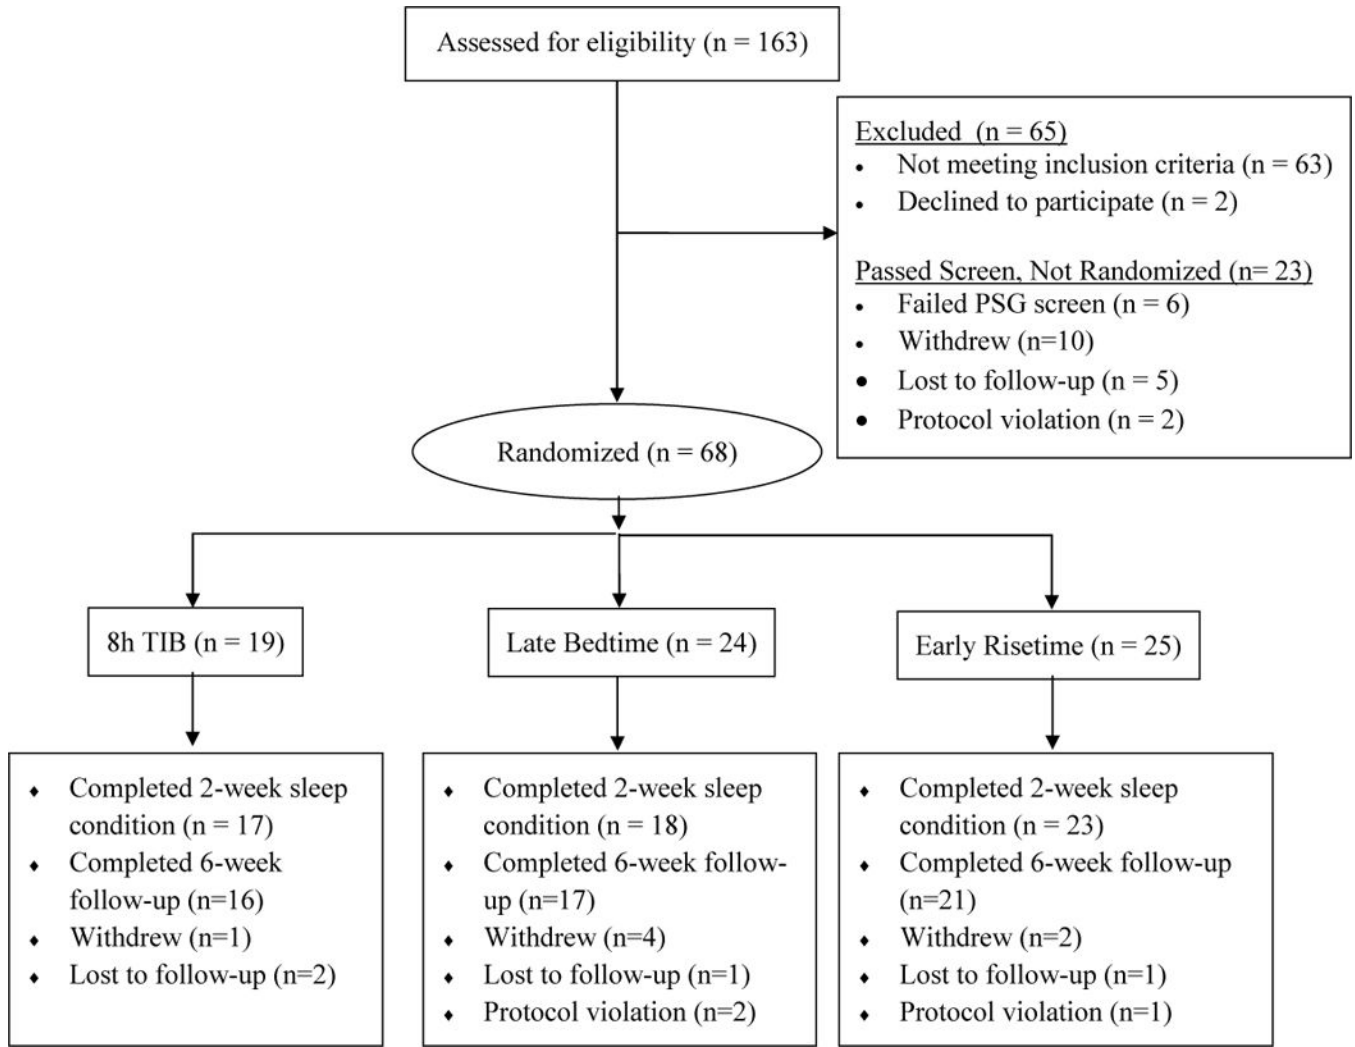 Assessed for eligibility (n = 163)
Excluded (n = 65)
• Not meeting inclusion criteria (n = 63)
• Declined to participate (n = 2)
Passed Screen, Not Randomized (n= 23)
• Failed PSG screen (n = 6)
• Withdrew (n=10)
• Lost to follow-up (n = 5)
• Protocol violation (n = 2)
Randomized (n = 68)
8h TIB (n = 19)
Late Bedtime (n = 24)
Early Risetime (n = 25)
♦ Completed 2-week sleep
condition (n = 17)
♦ Completed 6-week
follow-up (n=16)
♦ Withdrew (n=1)
♦ Lost to follow-up (n=2)
♦ Completed 2-week sleep
condition (n = 18)
♦ Completed 6-week follow-
up (n=17)
♦ Withdrew (n=4)
♦ Lost to follow-up (n=1)
♦ Protocol violation (n=2)
♦ Completed 2-week sleep
condition (n = 23)
♦ Completed 6-week follow-up
(n=21)
♦ Withdrew (n=2)
♦ Lost to follow-up (n=1)
♦ Protocol violation (n=1)